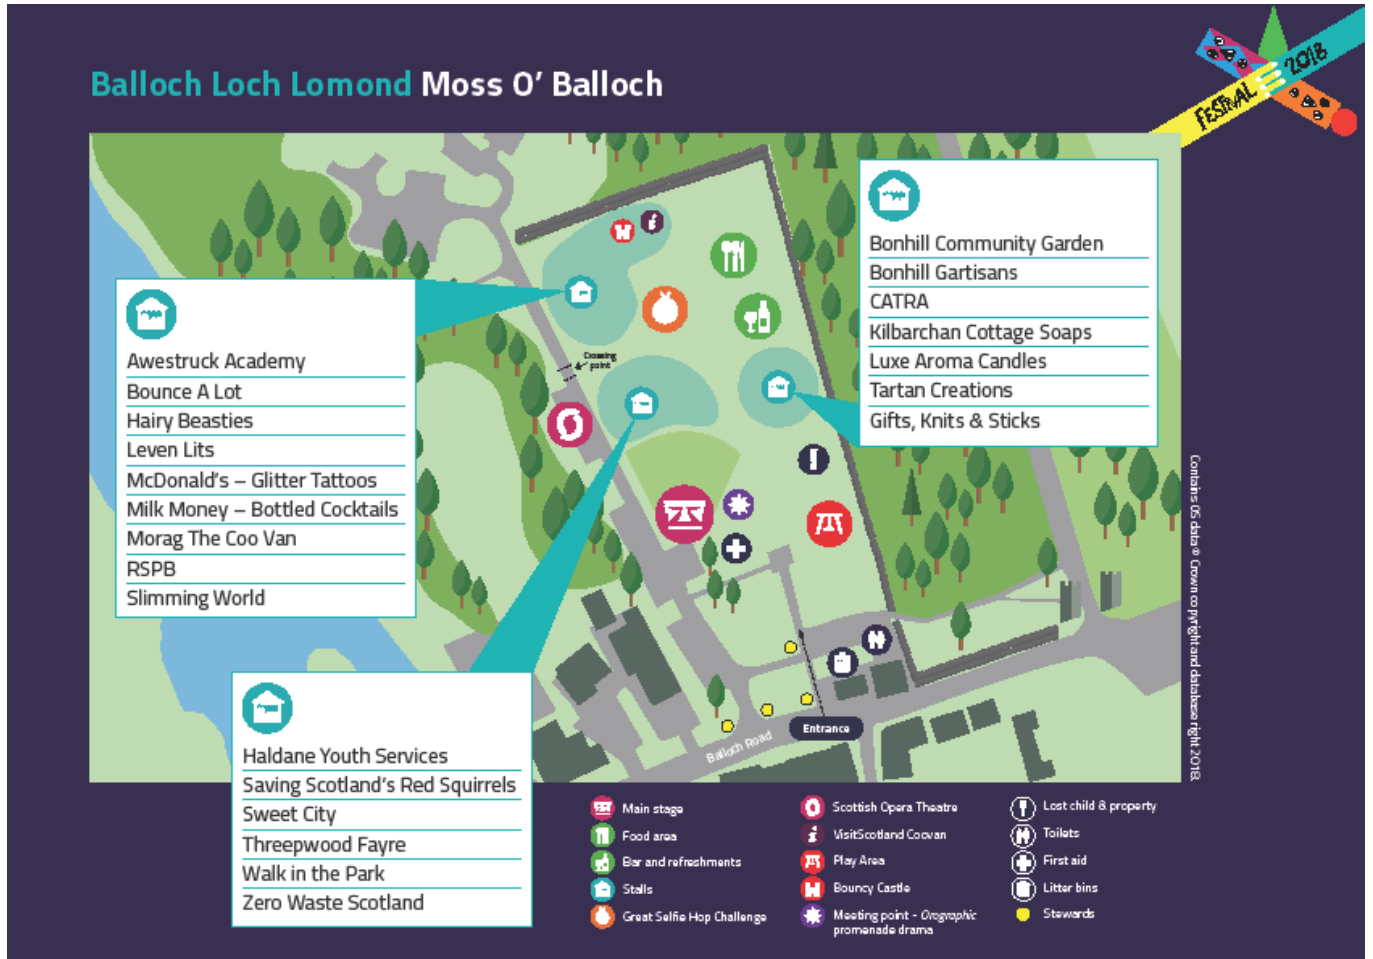 Balloch Loch Lomond Moss O’ Balloch
FESTIVAL 2018
Bonhill Community Garden
Bonhill Gartisans
CATRA
Kilbarchan Cottage Soaps
Luxe Aroma Candles
Tartan Creations
Gifts, Knits & Sticks
Awestruck Academy
Bounce A Lot
Hairy Beasties
Leven Lits
McDonald’s – Glitter Tattoos
Milk Money – Bottled Cocktails
Morag The Coo Van
RSPB
Slimming World
Crossing
point
Haldane Youth Services
Saving Scotland’s Red Squirrels
Sweet City
Threepwood Fayre
Walk in the Park
Zero Waste Scotland
Entrance
Balloch Road
Contains OS data © Crown copyright and database right 2018.
Main stage
Food area
Bar and refreshments
Stalls
Great Selfie Hop Challenge
Scottish Opera Theatre
VisitScotland Coovan
Play Area
Bouncy Castle
Meeting point - Orographic
promenade drama
Lost child & property
Toilets
First aid
Litter bins
Stewards